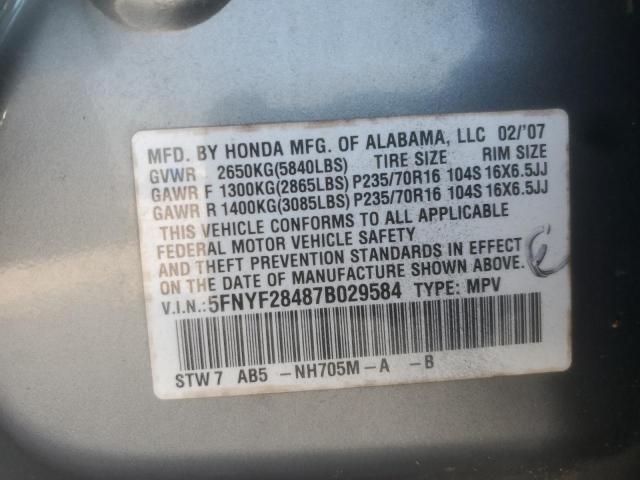 MFD. BY HONDA MFG. OF ALABAMA, LLC 02/'07
GVWR 2650KG(5840LBS) TIRE SIZE RIM SIZE
GAWR F 1300KG(2865LBS) P235/70R16 104S 16X6.5JJ
GAWR R 1400KG(3085LBS) P235/70R16 104S 16X6.5JJ
THIS VEHICLE CONFORMS TO ALL APPLICABLE
FEDERAL MOTOR VEHICLE SAFETY
AND THEFT PREVENTION STANDARDS IN EFFECT
ON THE DATE OF MANUFACTURE SHOWN ABOVE.
V.I.N.: 5FNYF28487B029584 TYPE: MPV
STW7 AB5 -NH705M-A -B